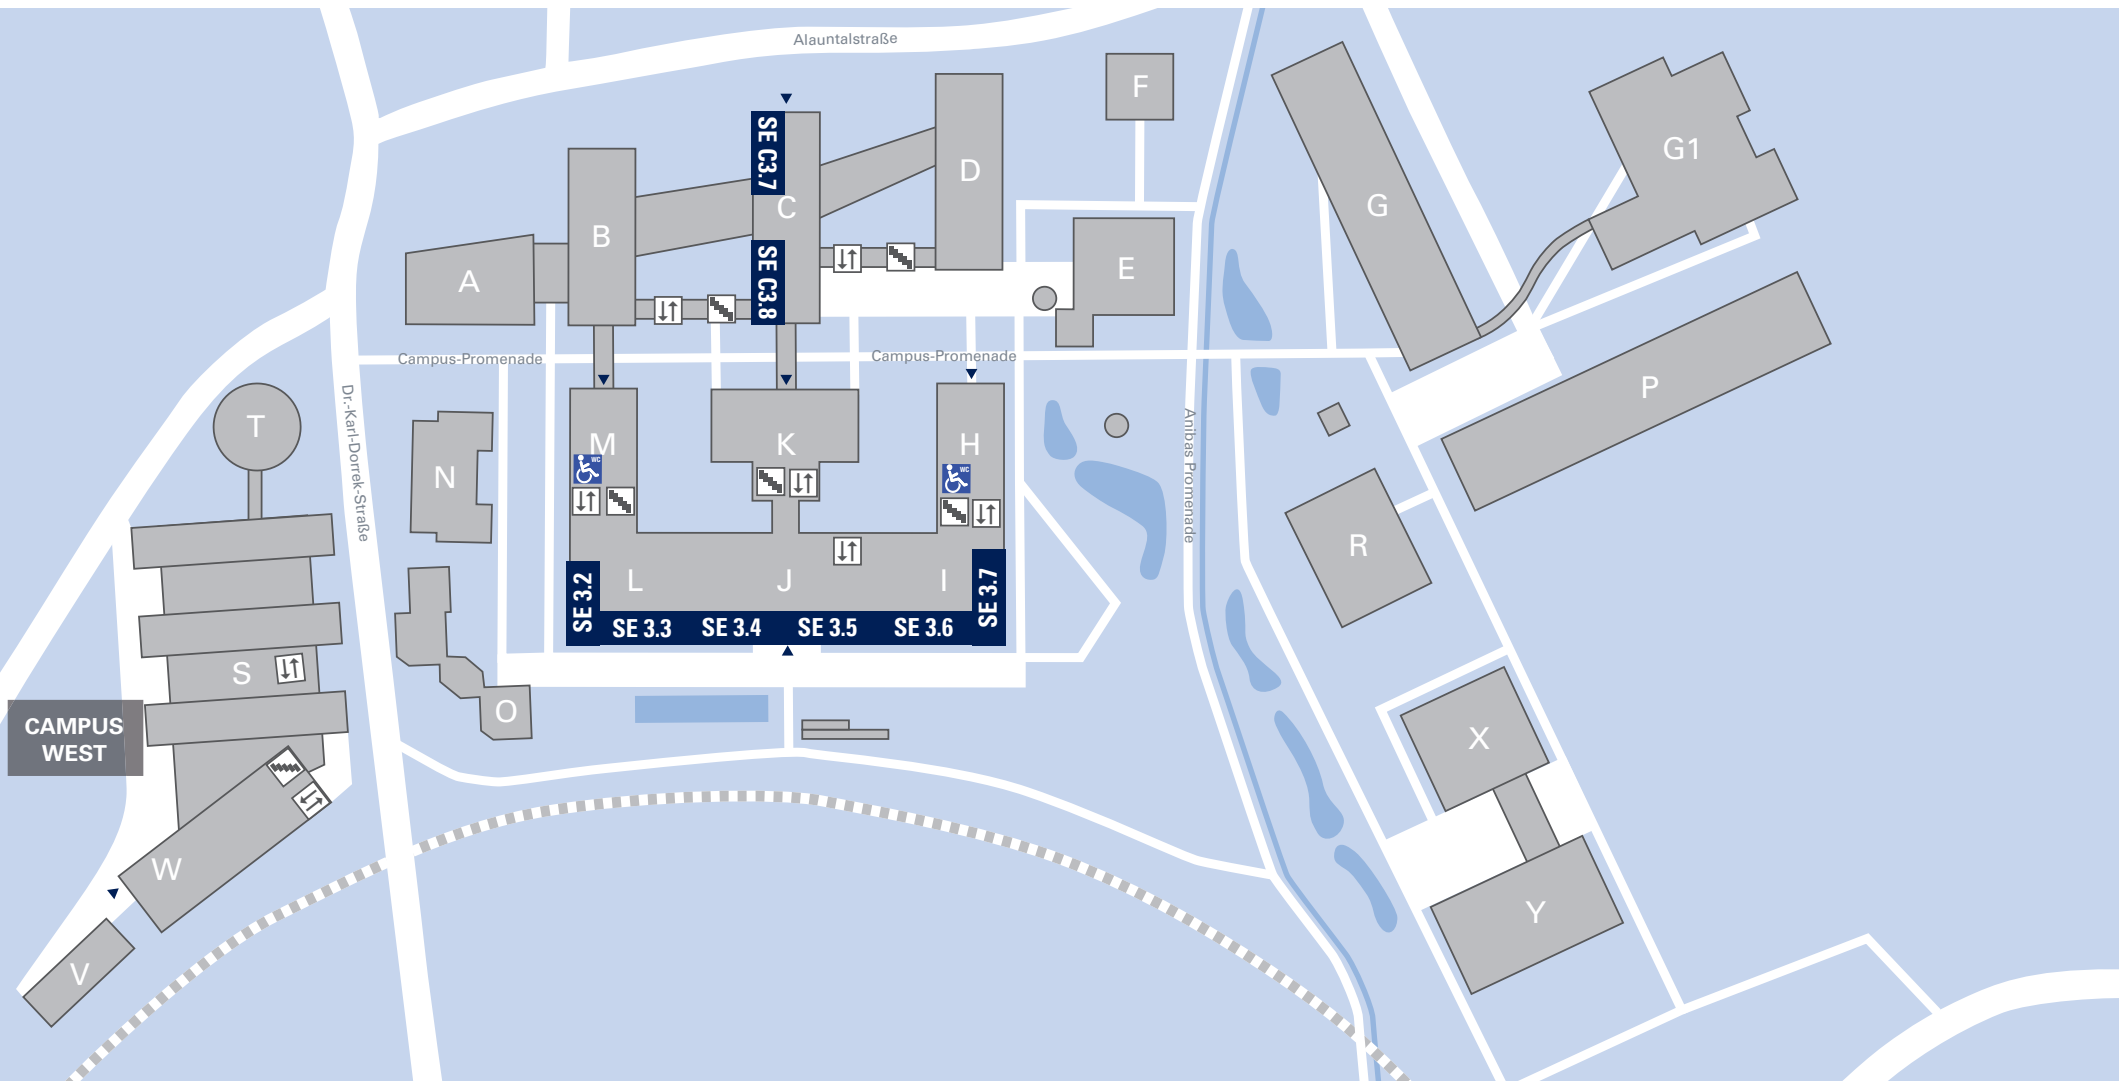 Alauntalstraße
F
SE C3.7
G1
D
G
C
B
E
A
SE C3.8
Campus-Promenade
Campus-Promenade
P
T
Dr.-Karl-Dorrek-Straße
Anibas Promenade
M
K
H
WC
WC
N
R
L
J
I
SE 3.2
SE 3.3
SE 3.4
SE 3.5
SE 3.6
SE 3.7
S
O
CAMPUS
WEST
X
W
Y
V